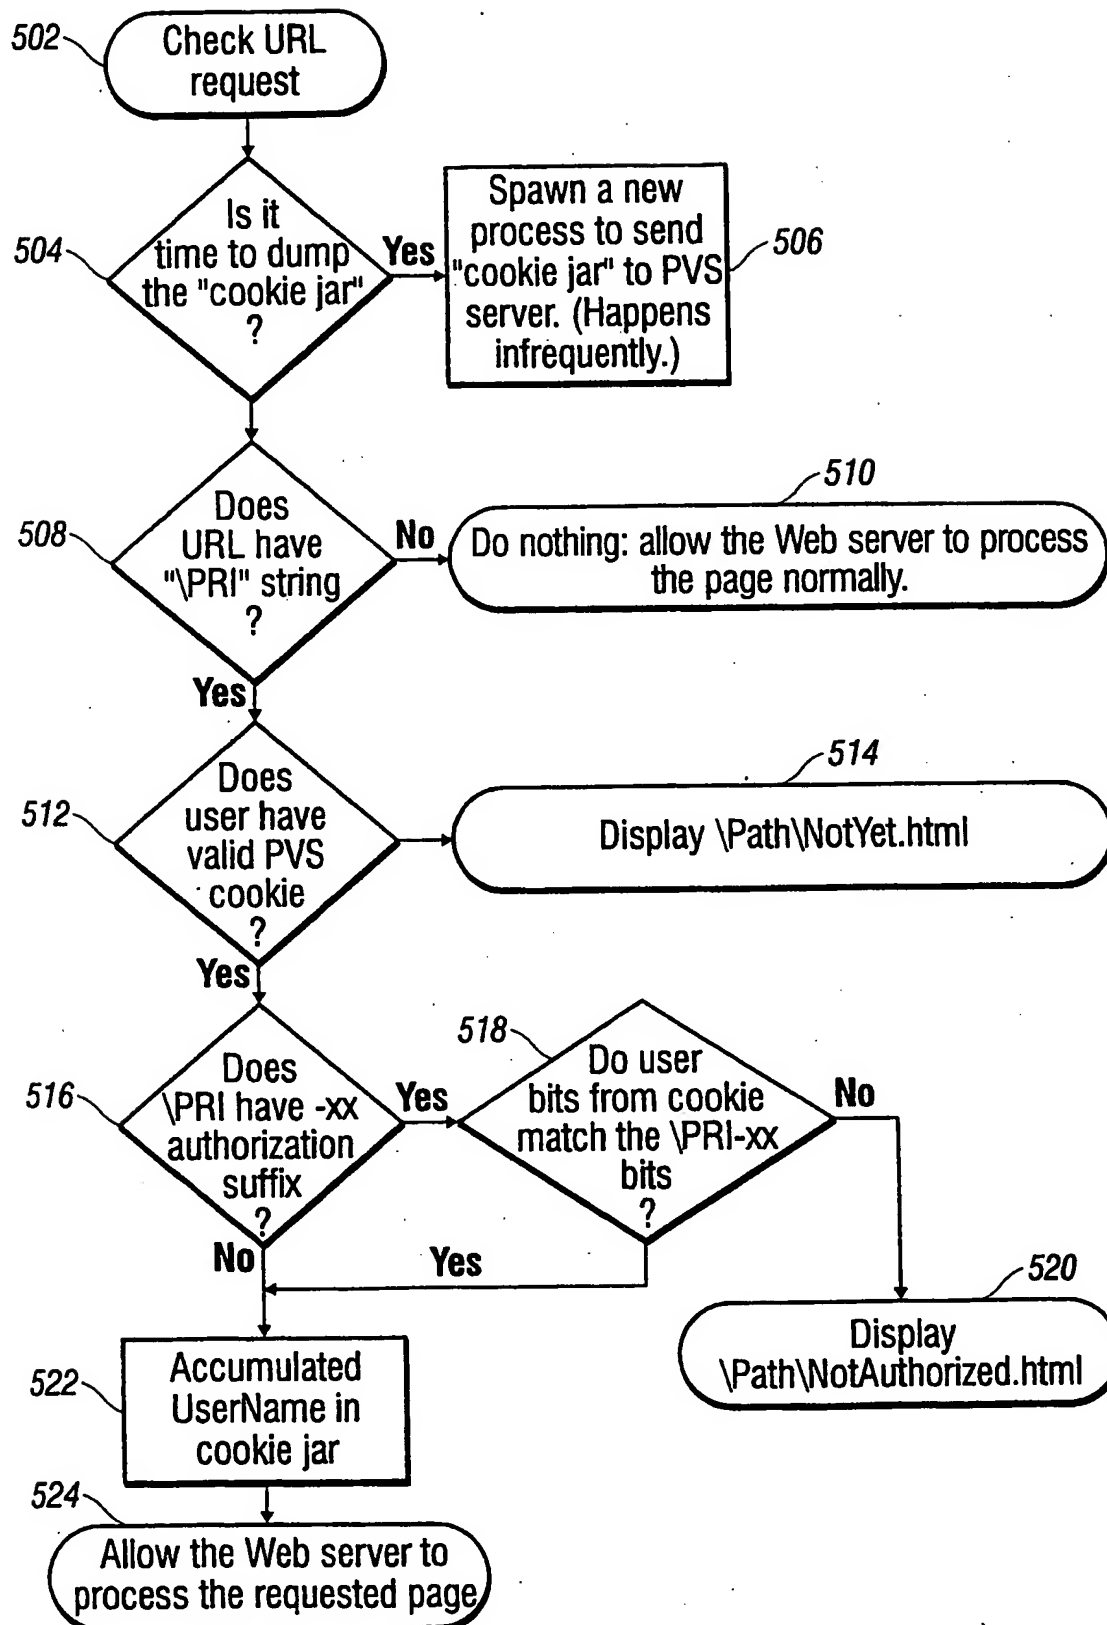 502
Check URL
request
504
Is it
time to dump
the "cookie jar"
?
Yes
Spawn a new
process to send
"cookie jar" to PVS
server. (Happens
infrequently.)
506
508
Does
URL have
"\PRI" string
?
No
510
Do nothing: allow the Web server to process
the page normally.
Yes
512
Does
user have
valid PVS
cookie
?
514
Display \Path\NotYet.html
Yes
516
Does
\PRI have -xx
authorization
suffix
?
Yes
518
Do user
bits from cookie
match the \PRI-xx
bits
?
No
No
Yes
520
Display
\Path\NotAuthorized.html
522
Accumulated
UserName in
cookie jar
524
Allow the Web server to
process the requested page